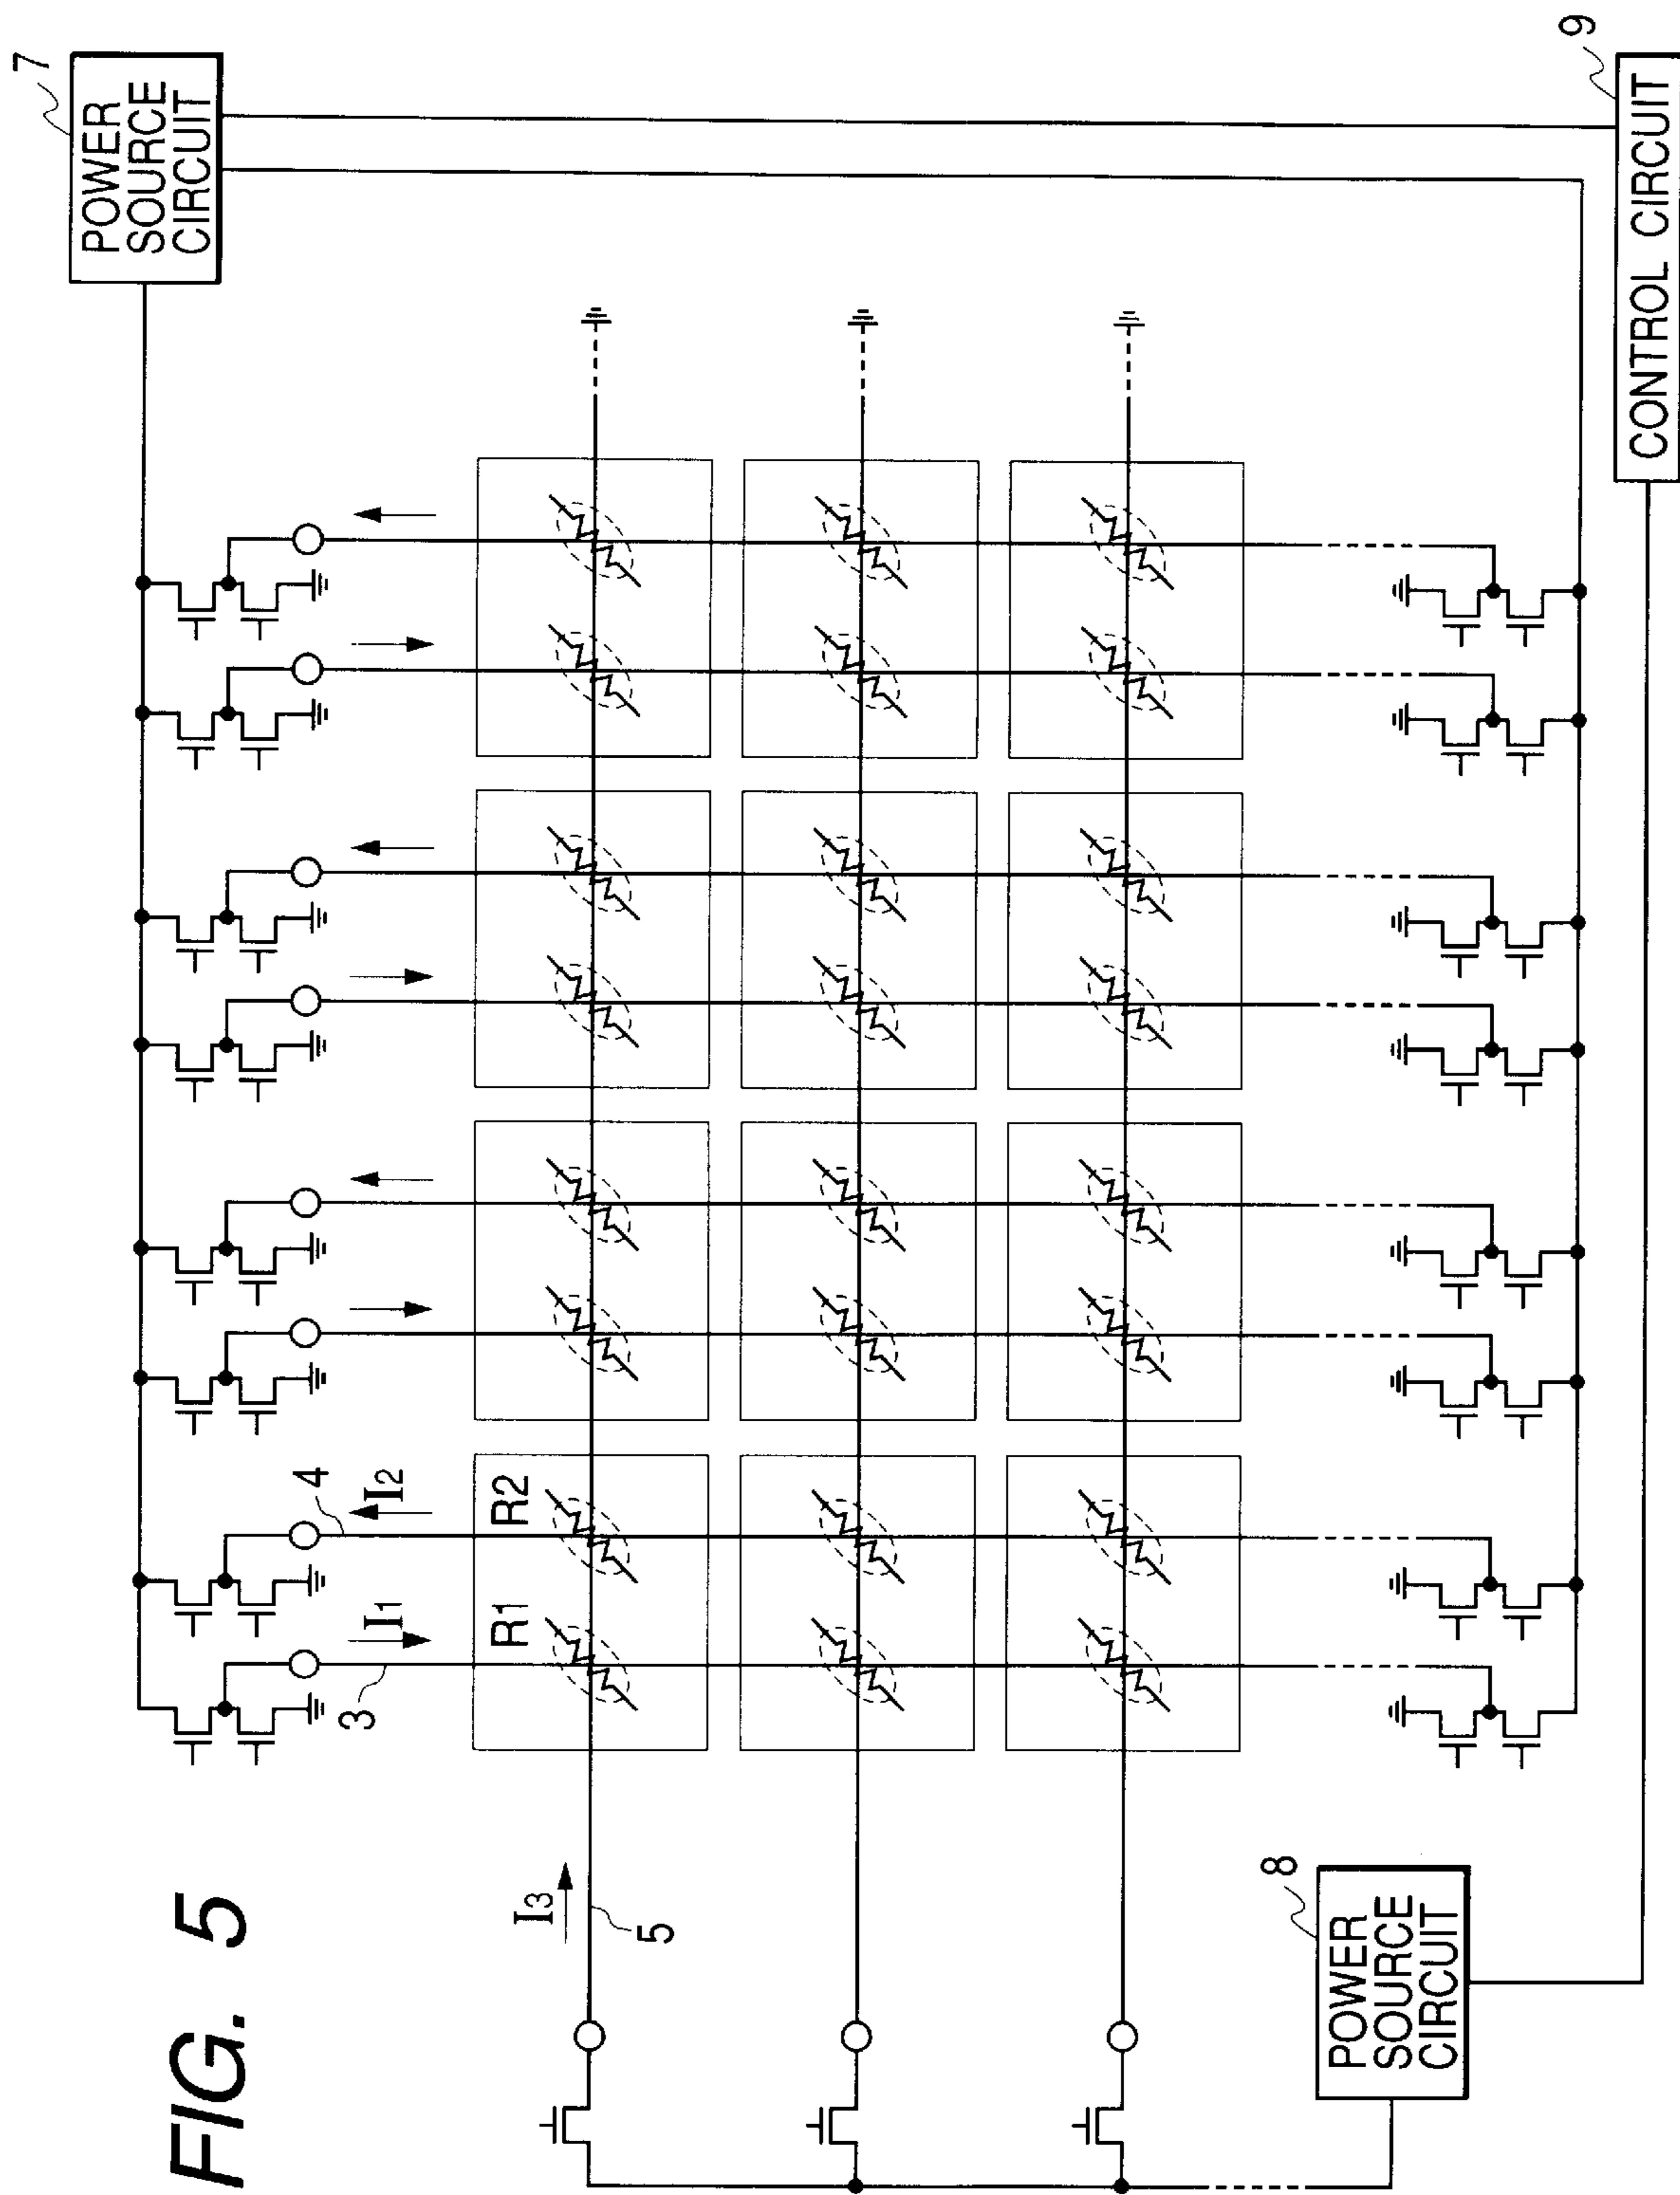 FIG. 5
7
POWER
SOURCE
CIRCUIT
3
I1
4
I2
R1
R2
I3
5
8
POWER
SOURCE
CIRCUIT
9
CONTROL CIRCUIT